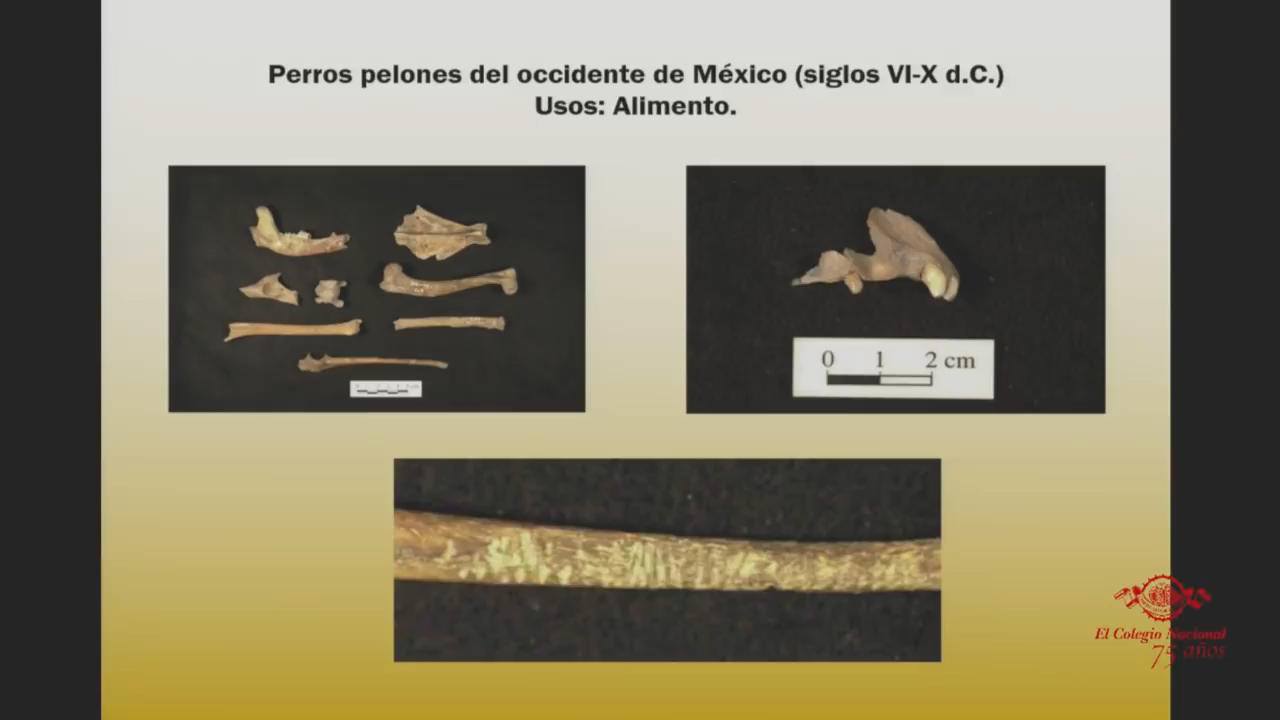 Perros pelones del occidente de México (siglos VI-X d.C.)
Usos: Alimento.
0 1 2 cm
El Colegio Nacional
75 años